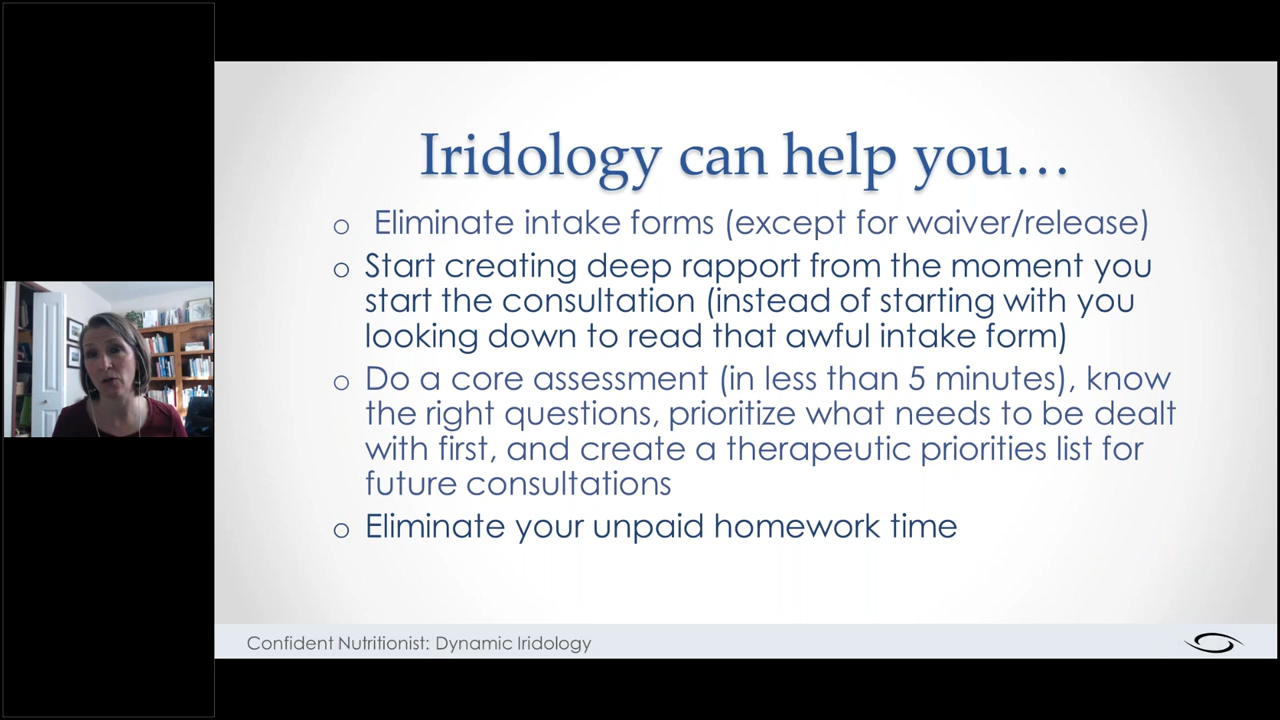 Iridology can help you…
o Eliminate intake forms (except for waiver/release)
o Start creating deep rapport from the moment you
start the consultation (instead of starting with you
looking down to read that awful intake form)
o Do a core assessment (in less than 5 minutes), know
the right questions, prioritize what needs to be dealt
with first, and create a therapeutic priorities list for
future consultations
o Eliminate your unpaid homework time
Confident Nutritionist: Dynamic Iridology